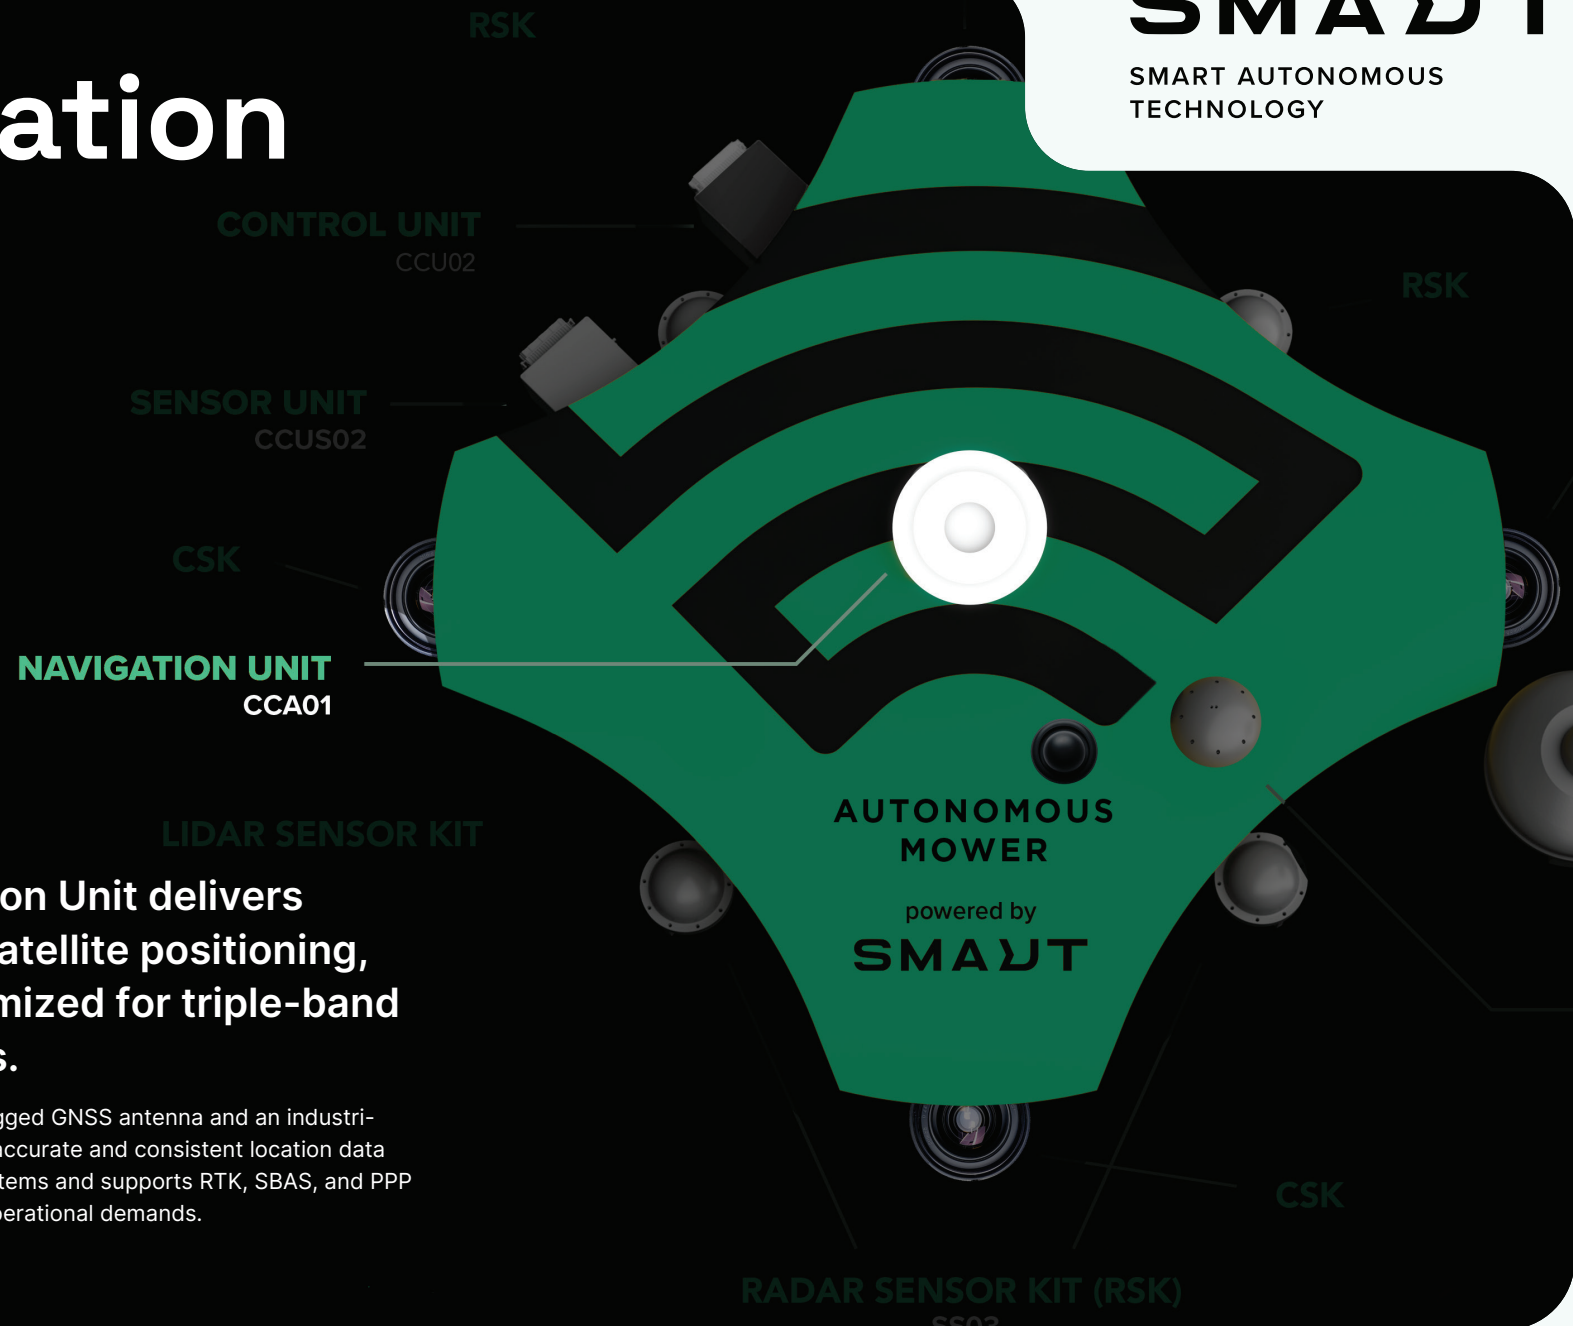 RSK
SMAUT
SMART AUTONOMOUS
TECHNOLOGY
ation
CONTROL UNIT
CCU02
RSK
SENSOR UNIT
CCUS02
CSK
NAVIGATION UNIT
CCA01
LIDAR SENSOR KIT
on Unit delivers
atellite positioning,
mized for triple-band
s.
gged GNSS antenna and an industri-
accurate and consistent location data
tems and supports RTK, SBAS, and PPP
perational demands.
AUTONOMOUS
MOWER
powered by
SMAUT
CSK
RADAR SENSOR KIT (RSK)
SS03